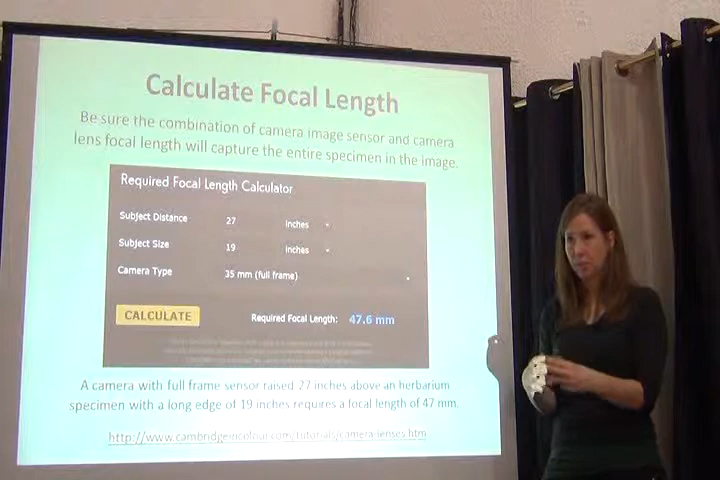 Calculate Focal Length
Be sure the combination of camera image sensor and camera
lens focal length will capture the entire specimen in the image.
Required Focal Length Calculator
Subject Distance 27 inches
Subject Size 19 inches
Camera Type 35 mm (full frame)
CALCULATE Required Focal Length: 47.6 mm
A camera with full frame sensor raised 27 inches above an herbarium
specimen with a long edge of 19 inches requires a focal length of 47 mm.
http://www.cambridgeincolour.com/tutorials/camera-lenses.htm